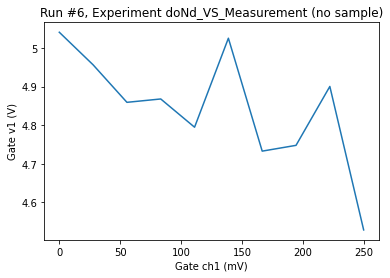 Run #6, Experiment doNd_VS_Measurement (no sample)
5
4.9
4.8
4.7
4.6
Gate v1 (V)
0 50 100 150 200 250
Gate ch1 (mV)